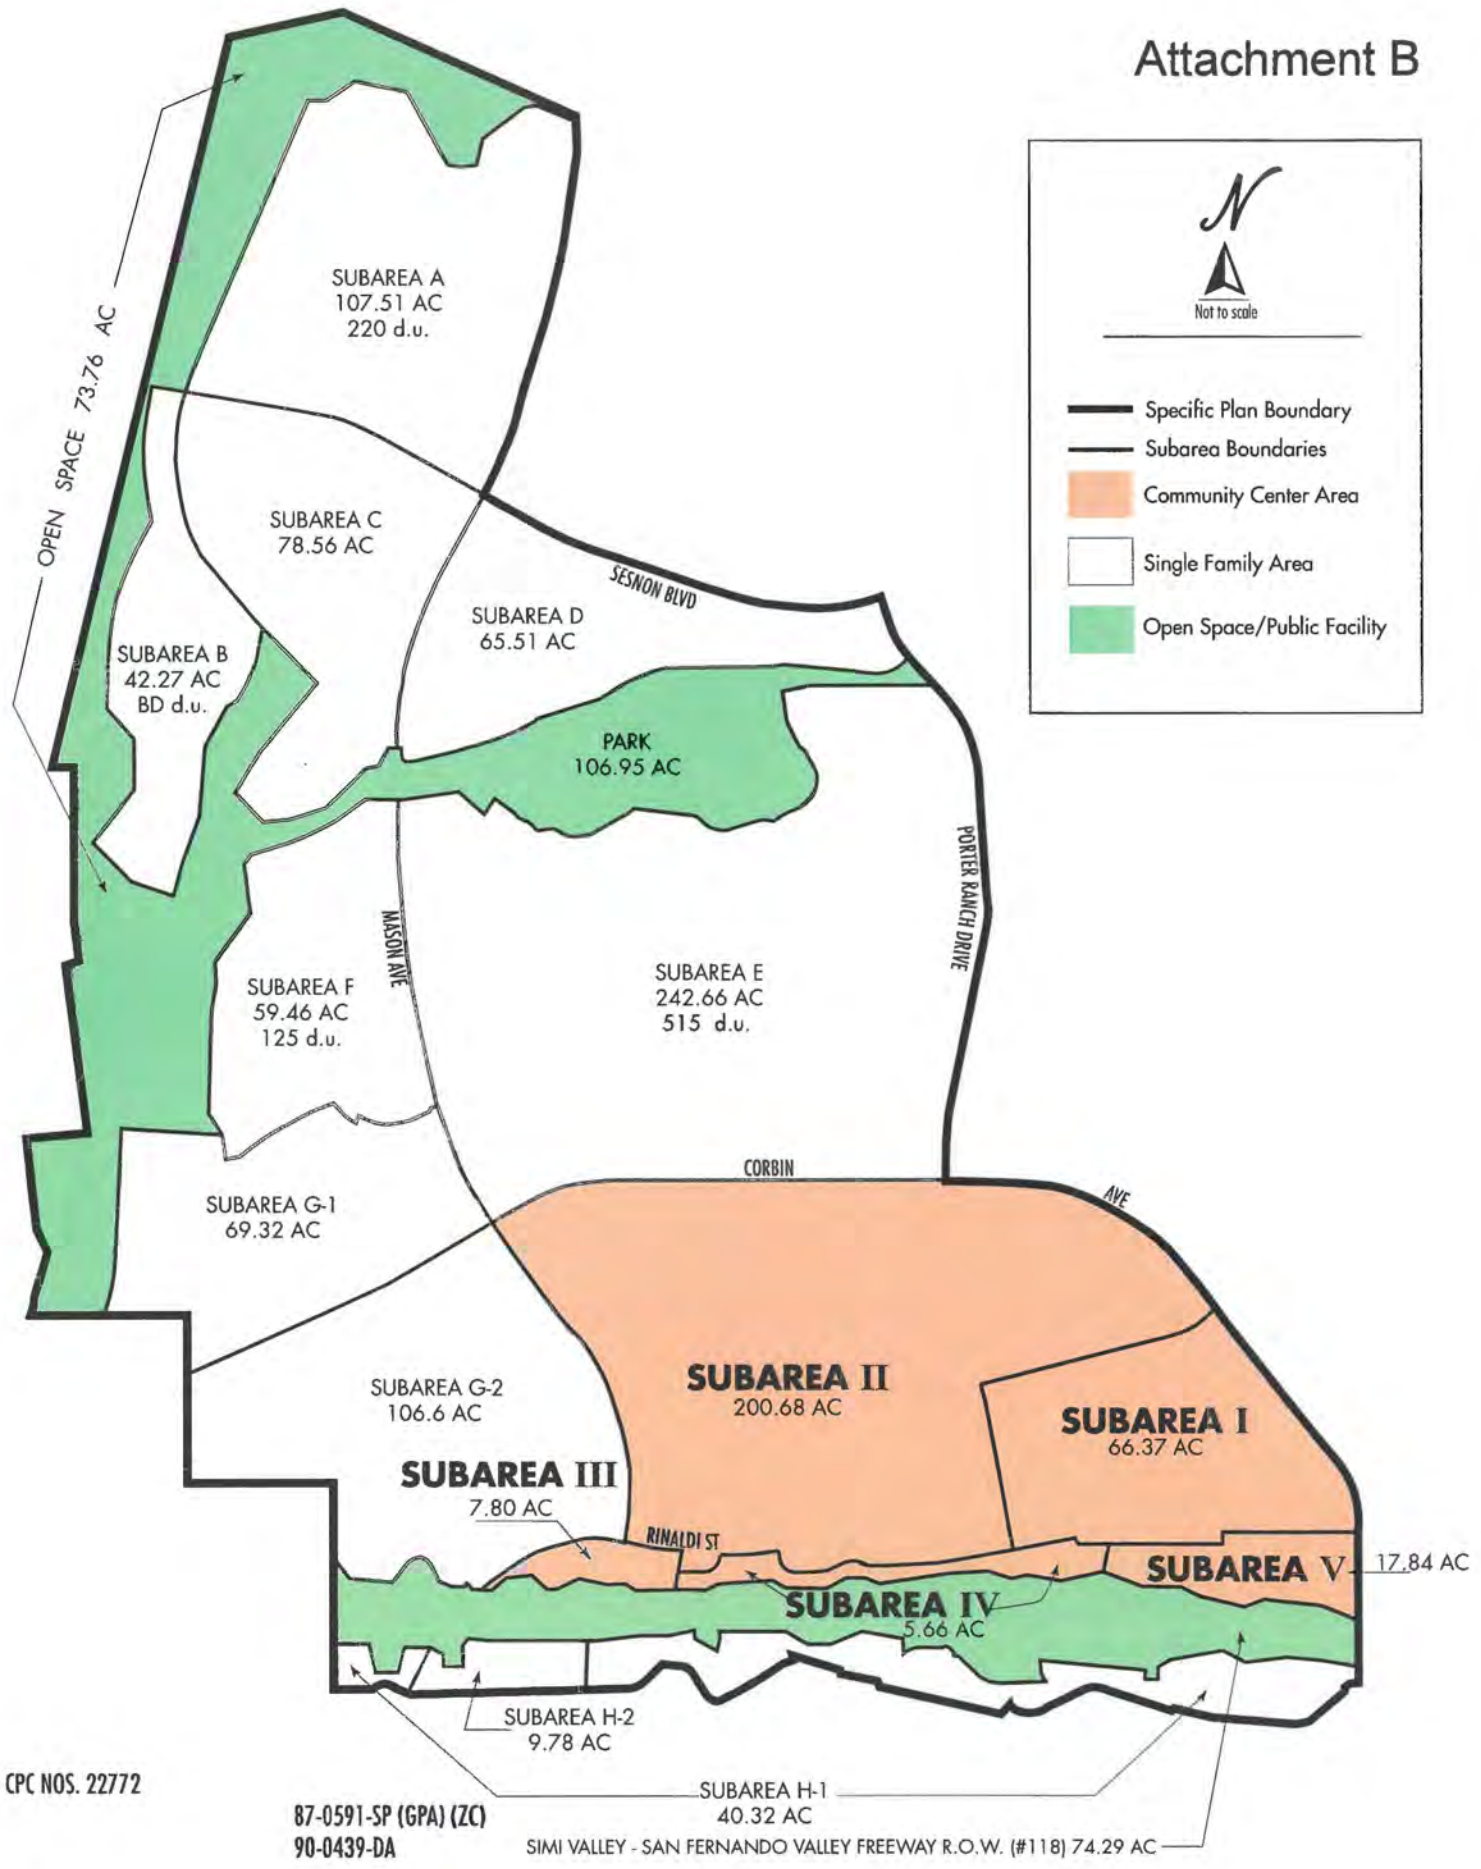 Attachment B
N
Not to scale
Specific Plan Boundary
Subarea Boundaries
Community Center Area
Single Family Area
Open Space/Public Facility
OPEN SPACE 73.76 AC
SUBAREA A
107.51 AC
220 d.u.
SUBAREA C
78.56 AC
SESNON BLVD
SUBAREA D
65.51 AC
SUBAREA B
42.27 AC
BD d.u.
PARK
106.95 AC
PORTER RANCH DRIVE
MASON AVE
SUBAREA E
242.66 AC
515 d.u.
SUBAREA F
59.46 AC
125 d.u.
CORBIN
AVE
SUBAREA G-1
69.32 AC
SUBAREA II
200.68 AC
SUBAREA G-2
106.6 AC
SUBAREA I
66.37 AC
SUBAREA III
7.80 AC
RINALDI ST
SUBAREA V
17.84 AC
SUBAREA IV
5.66 AC
SUBAREA H-2
9.78 AC
CPC NOS. 22772
SUBAREA H-1
40.32 AC
87-0591-SP (GPA) (ZC)
90-0439-DA
SIMI VALLEY - SAN FERNANDO VALLEY FREEWAY R.O.W. (#118) 74.29 AC